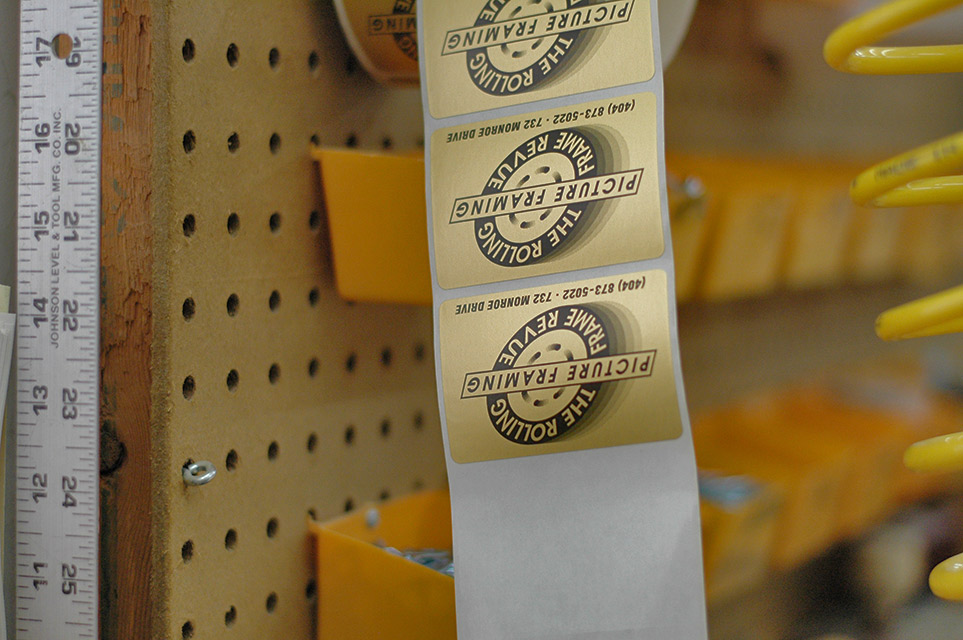 17 19
16 20
15 21
14 22
13 23
12 24
11 25
JOHNSON LEVEL & TOOL MFG. CO. INC.
THE ROLLING
PICTURE FRAMING
THE ROLLING
PICTURE FRAMING
FRAME REVUE
(404) 873-5022 · 732 MONROE DRIVE
THE ROLLING
PICTURE FRAMING
FRAME REVUE
(404) 873-5022 · 732 MONROE DRIVE